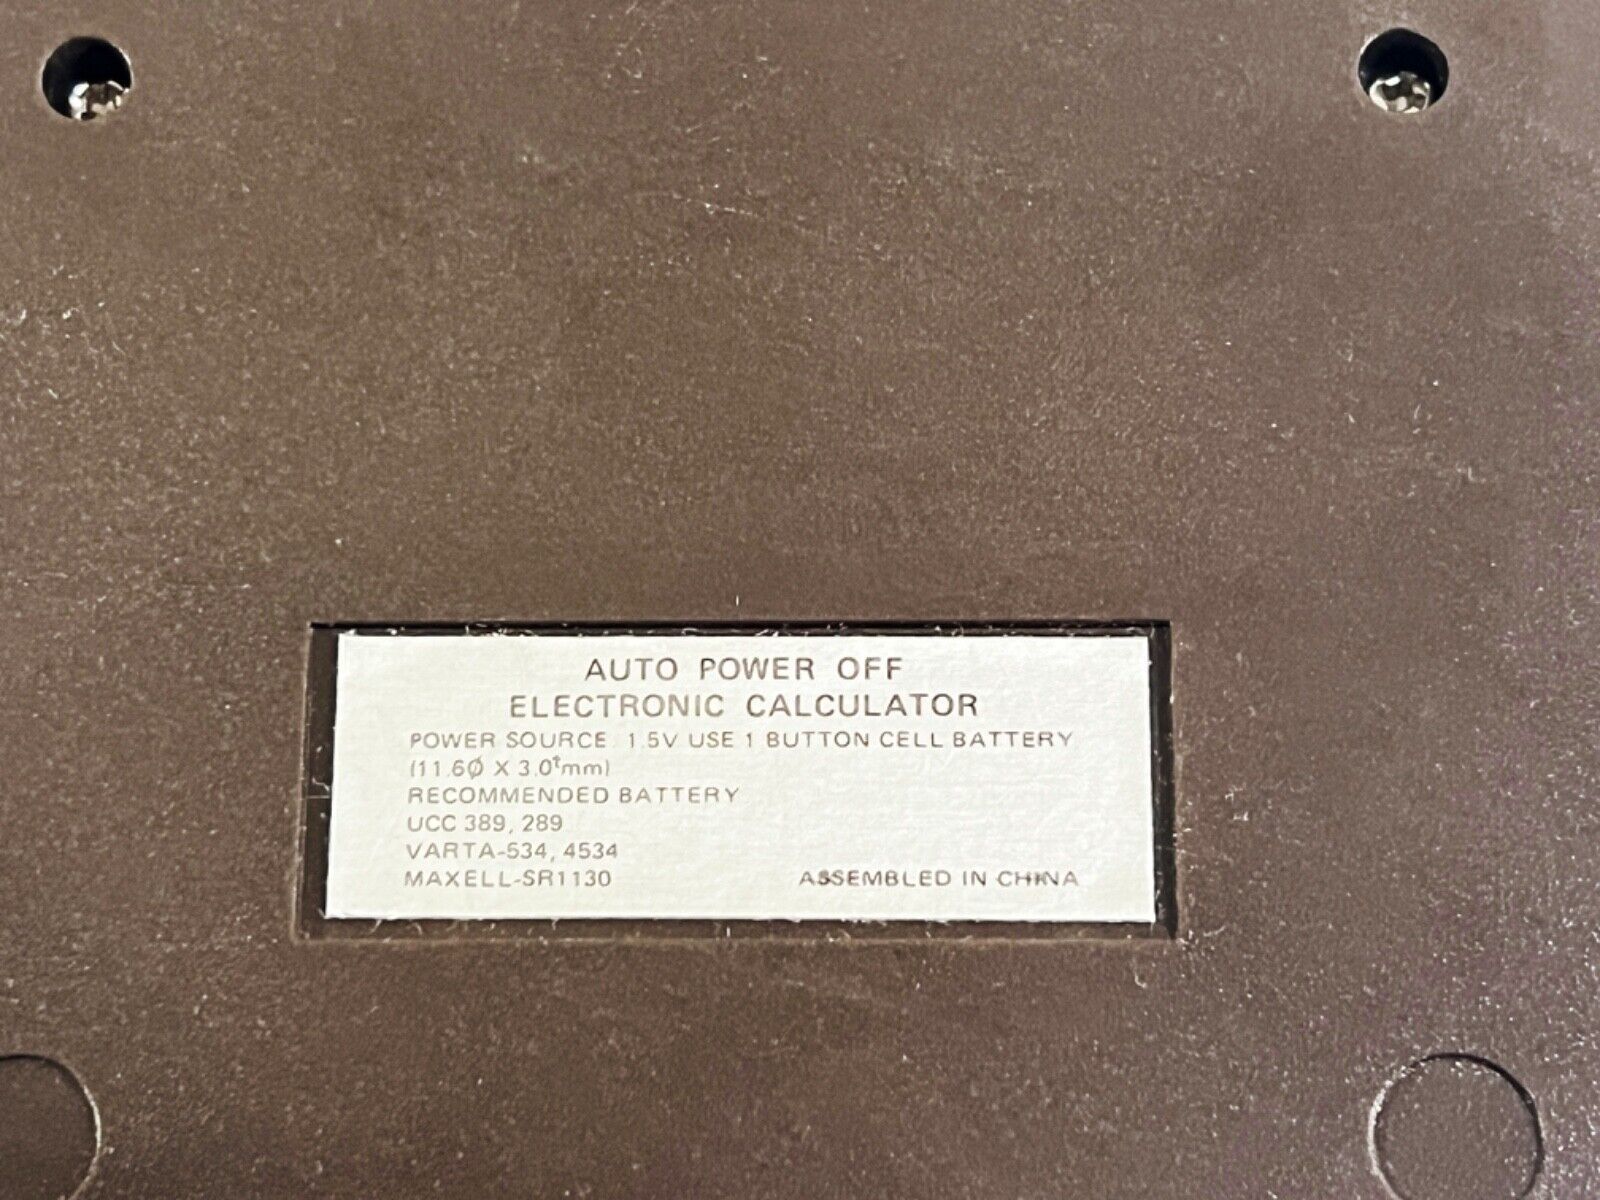 AUTO POWER OFF
ELECTRONIC CALCULATOR
POWER SOURCE: 1.5V USE 1 BUTTON CELL BATTERY
(11.6Ø X 3.0ᵗmm)
RECOMMENDED BATTERY
UCC 389, 289
VARTA-534, 4534
MAXELL-SR1130
ASSEMBLED IN CHINA